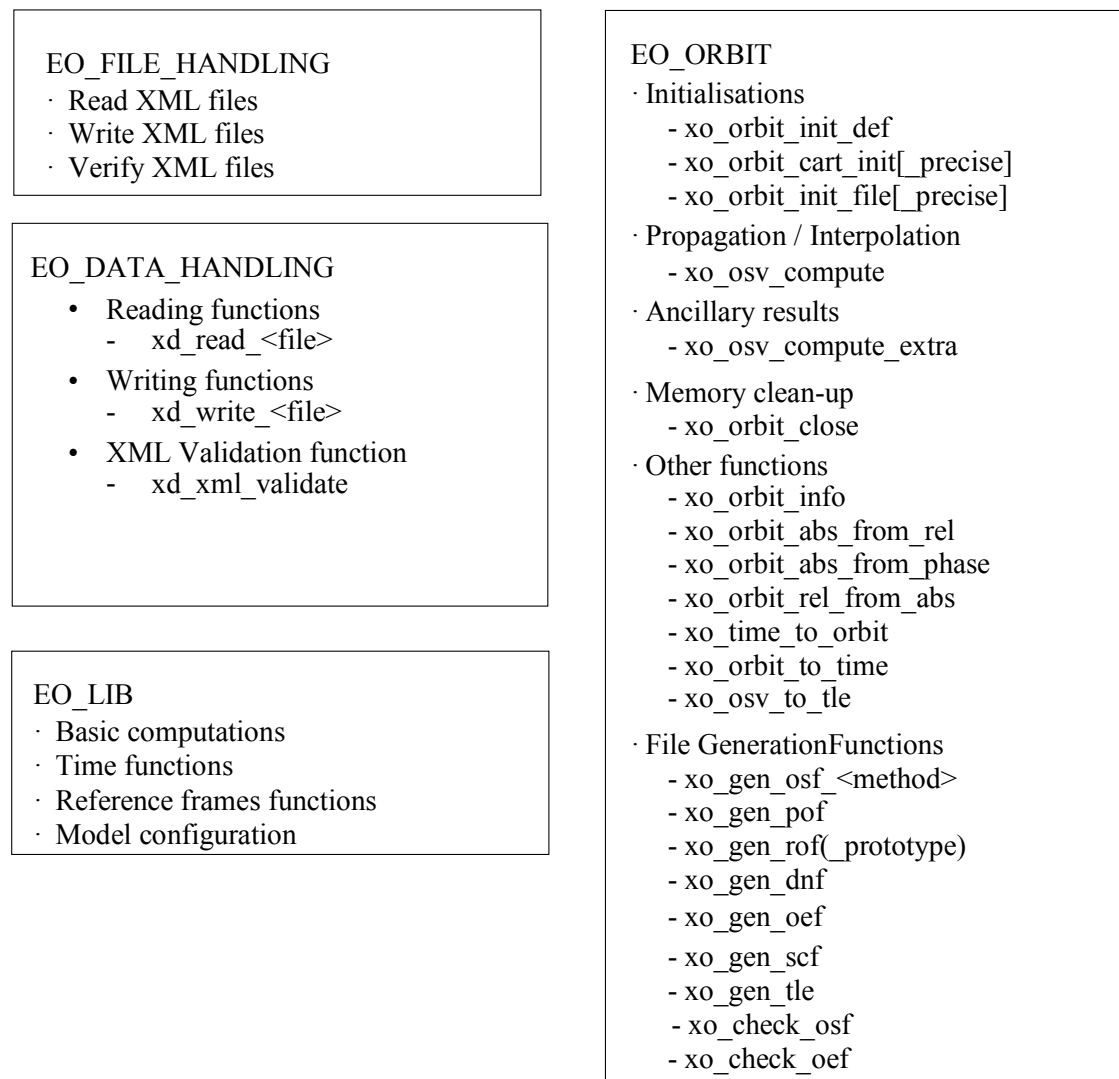 EO_FILE_HANDLING
· Read XML files
· Write XML files
· Verify XML files
EO_DATA_HANDLING
• Reading functions
- xd_read_<file>
• Writing functions
- xd_write_<file>
• XML Validation function
- xd_xml_validate
EO_LIB
· Basic computations
· Time functions
· Reference frames functions
· Model configuration
EO_ORBIT
· Initialisations
- xo_orbit_init_def
- xo_orbit_cart_init[_precise]
- xo_orbit_init_file[_precise]
· Propagation / Interpolation
- xo_osv_compute
· Ancillary results
- xo_osv_compute_extra
· Memory clean-up
- xo_orbit_close
· Other functions
- xo_orbit_info
- xo_orbit_abs_from_rel
- xo_orbit_abs_from_phase
- xo_orbit_rel_from_abs
- xo_time_to_orbit
- xo_orbit_to_time
- xo_osv_to_tle
· File GenerationFunctions
- xo_gen_osf_<method>
- xo_gen_pof
- xo_gen_rof(_prototype)
- xo_gen_dnf
- xo_gen_oef
- xo_gen_scf
- xo_gen_tle
- xo_check_osf
- xo_check_oef